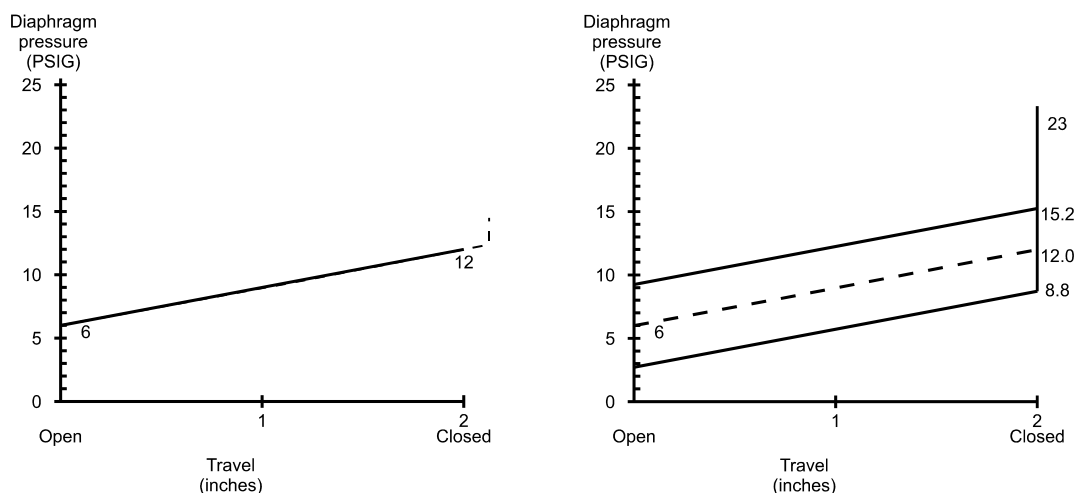 Diaphragm
pressure
(PSIG)
25
20
15
10
5
0
6
12
1
2
Open
Closed
Travel
(inches)
Diaphragm
pressure
(PSIG)
25
20
15
10
5
0
23
15.2
12.0
8.8
6
1
2
Open
Closed
Travel
(inches)